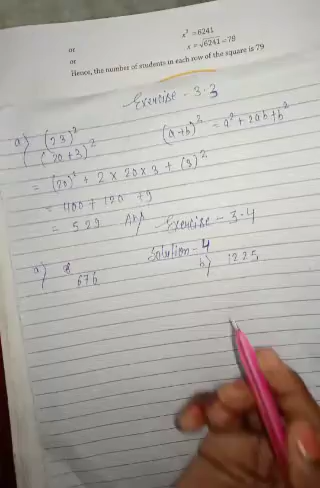 x² = 6241
or x = √6241 = 79
or
Hence, the number of students in each row of the square is 79
Exercise - 3.3
a) (23)²
(20+3)² (a+b)² = a² + 2ab + b²
= (20)² + 2 × 20 × 3 + (3)²
= 400 + 120 + 9
= 529 Ans
Exercise - 3.4
Solution = 4
a) 676 b) 1225